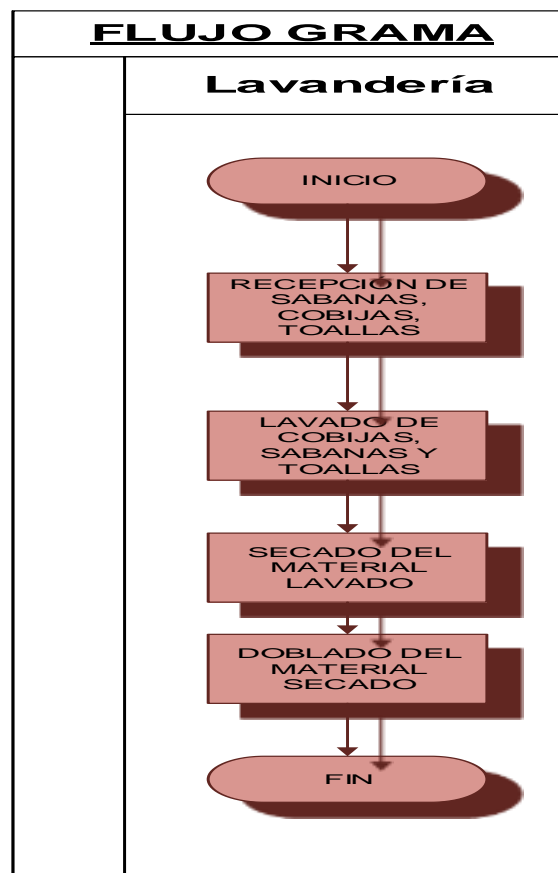 FLUJO GRAMA
Lavandería
INICIO
RECEPCIÓN DE
SABANAS,
COBIJAS,
TOALLAS
LAVADO DE
COBIJAS,
SABANAS Y
TOALLAS
SECADO DEL
MATERIAL
LAVADO
DOBLADO DEL
MATERIAL
SECADO
FIN